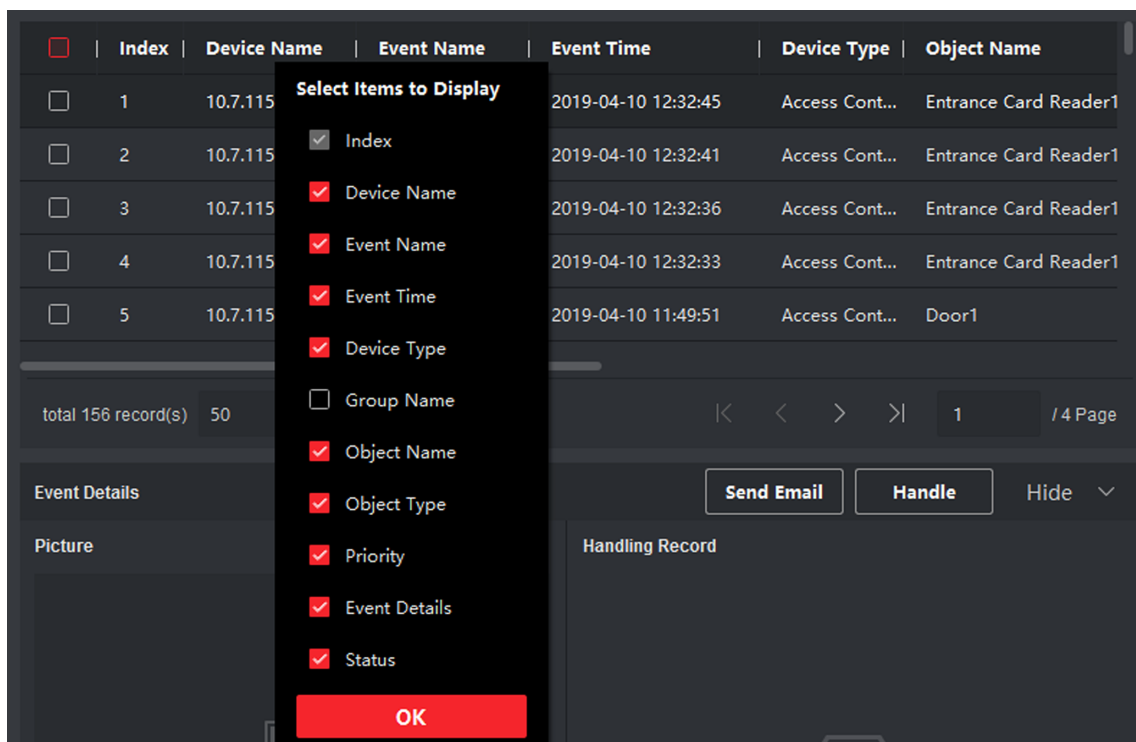 Index | Device Name | Event Name | Event Time | Device Type | Object Name
1 10.7.115 2019-04-10 12:32:45 Access Cont... Entrance Card Reader1
2 10.7.115 2019-04-10 12:32:41 Access Cont... Entrance Card Reader1
3 10.7.115 2019-04-10 12:32:36 Access Cont... Entrance Card Reader1
4 10.7.115 2019-04-10 12:32:33 Access Cont... Entrance Card Reader1
5 10.7.115 2019-04-10 11:49:51 Access Cont... Door1
Select Items to Display
Index
Device Name
Event Name
Event Time
Device Type
Group Name
Object Name
Object Type
Priority
Event Details
Status
OK
total 156 record(s) 50 1 / 4 Page
Event Details Send Email Handle Hide
Picture Handling Record